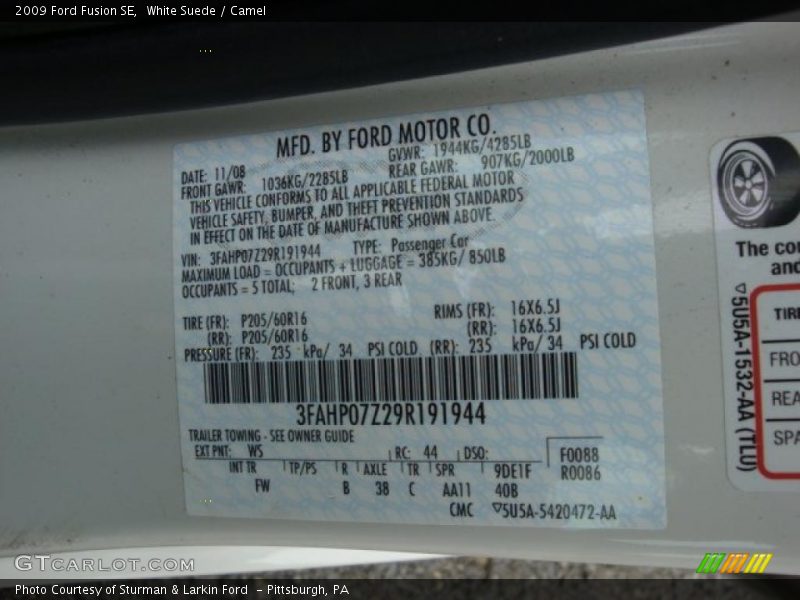 2009 Ford Fusion SE,  White Suede / Camel
MFD. BY FORD MOTOR CO.
DATE: 11/08 GVWR: 1944KG/4285LB
FRONT GAWR: 1036KG/2285LB REAR GAWR: 907KG/2000LB
THIS VEHICLE CONFORMS TO ALL APPLICABLE FEDERAL MOTOR
VEHICLE SAFETY, BUMPER, AND THEFT PREVENTION STANDARDS
IN EFFECT ON THE DATE OF MANUFACTURE SHOWN ABOVE.
VIN: 3FAHP07Z29R191944 TYPE: Passenger Car
MAXIMUM LOAD = OCCUPANTS + LUGGAGE = 385KG/ 850LB
OCCUPANTS = 5 TOTAL; 2 FRONT, 3 REAR
TIRE (FR): P205/60R16 RIMS (FR): 16X6.5J
(RR): P205/60R16 (RR): 16X6.5J
PRESSURE (FR): 235 kPa/ 34 PSI COLD (RR): 235 kPa/ 34 PSI COLD
3FAHP07Z29R191944
TRAILER TOWING - SEE OWNER GUIDE
EXT PNT: WS RC: 44 DSO: F0088
INT TR TP/PS R AXLE TR SPR 9DE1F R0086
FW B 38 C AA11 40B
CMC ▽5U5A-5420472-AA
The co
and
▽5U5A-1532-AA (TLU)
TIRE
FRO
REA
SPA
GTCarLot.com
Photo Courtesy of Sturman & Larkin Ford  - Pittsburgh, PA